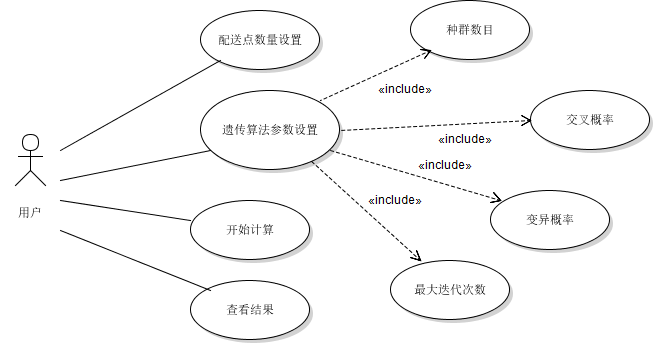 种群数目
配送点数量设置
«include»
交叉概率
遗传算法参数设置
«include»
«include»
用户
«include»
变异概率
开始计算
最大迭代次数
查看结果